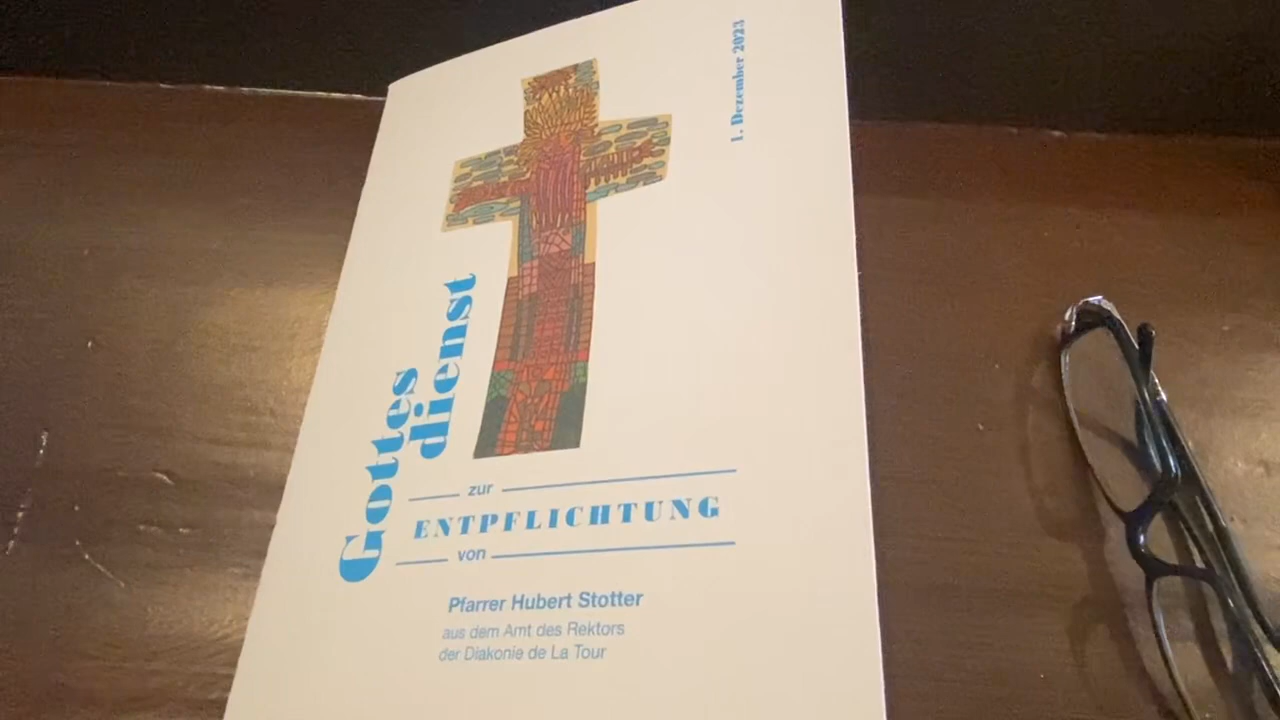 1. Dezember 2023
Gottes
dienst
zur
ENTPFLICHTUNG
von
Pfarrer Hubert Stotter
aus dem Amt des Rektors
der Diakonie de La Tour